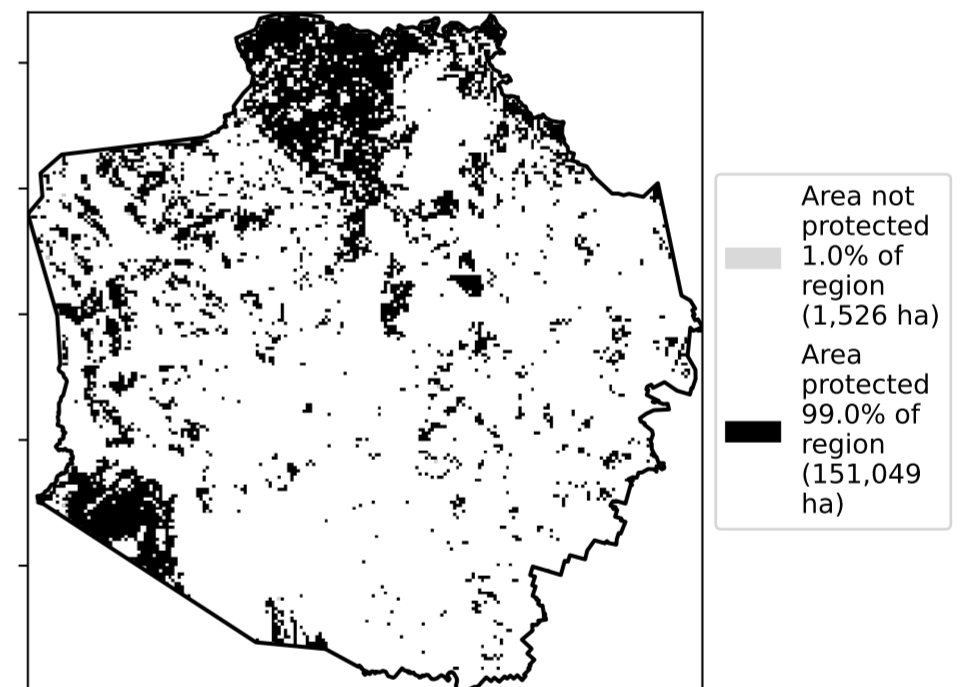 Area not
protected
1.0% of
region
(1,526 ha)
Area
protected
99.0% of
region
(151,049
ha)